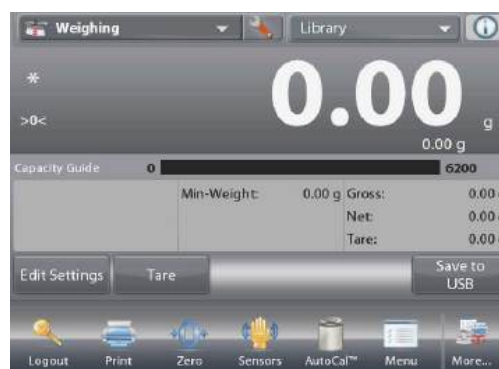 Weighing Library
*
>0<
0.00 g
0.00 g
Capacity Guide 0 6200
Min-Weight: 0.00 g Gross: 0.00
Net: 0.00
Tare: 0.00
Edit Settings Tare Save to
USB
Logout Print Zero Sensors AutoCal™ Menu More...